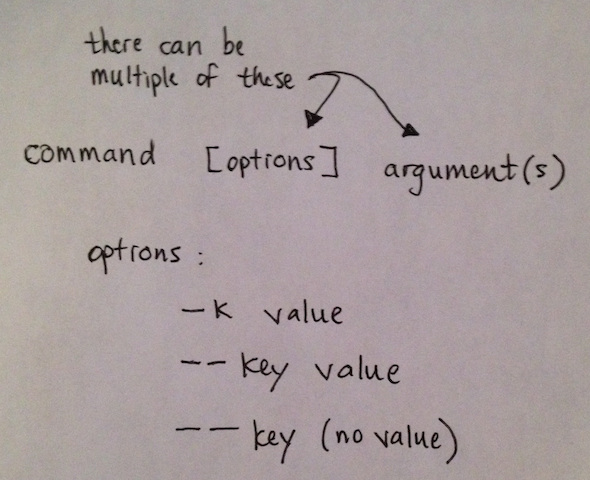 there can be
multiple of these
command [options] argument(s)
options:
-k value
-- key value
-- key (no value)